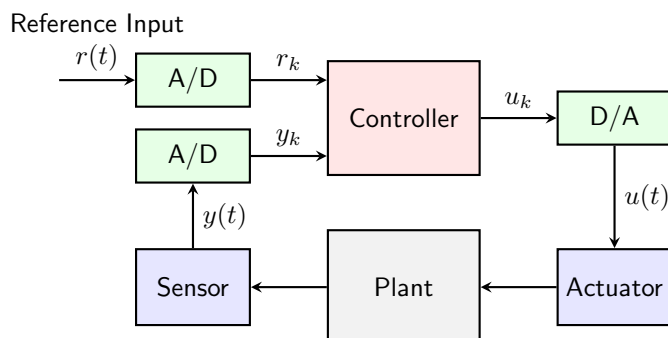 Reference Input
r(t)
A/D
r_k
Controller
u_k
D/A
A/D
y_k
y(t)
u(t)
Sensor
Plant
Actuator